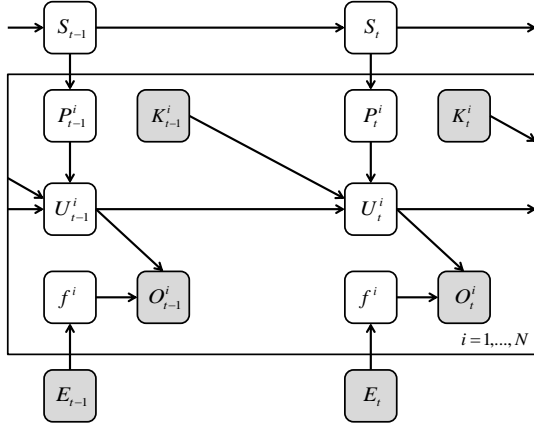 S_{t-1} S_t
P^i_{t-1} K^i_{t-1} P^i_t K^i_t
U^i_{t-1} U^i_t
f^i O^i_{t-1} f^i O^i_t
i = 1,..., N
E_{t-1} E_t